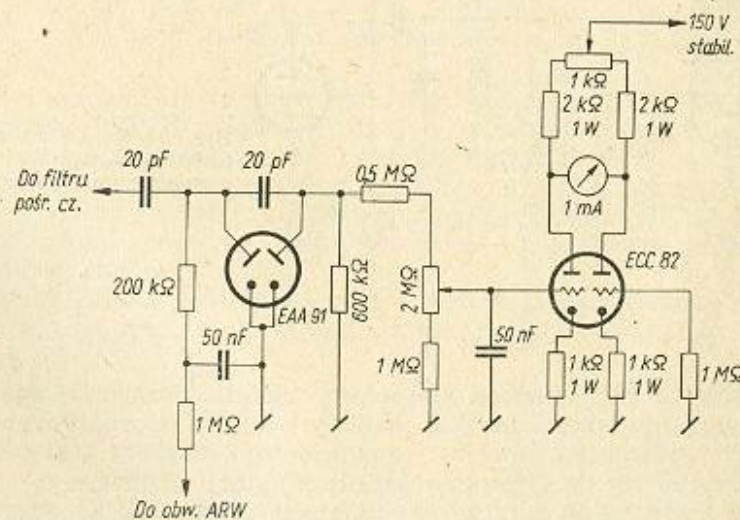 150 V
stabil.
1 kΩ
2 kΩ
1 W
2 kΩ
1 W
1 mA
20 pF
20 pF
0,5 MΩ
Do filtru
pośr. cz.
200 kΩ
EAA 91
600 kΩ
2 MΩ
ECC 82
50 nF
50 nF
1 MΩ
1 kΩ
1 W
1 kΩ
1 W
1 MΩ
1 MΩ
Do obw. ARW